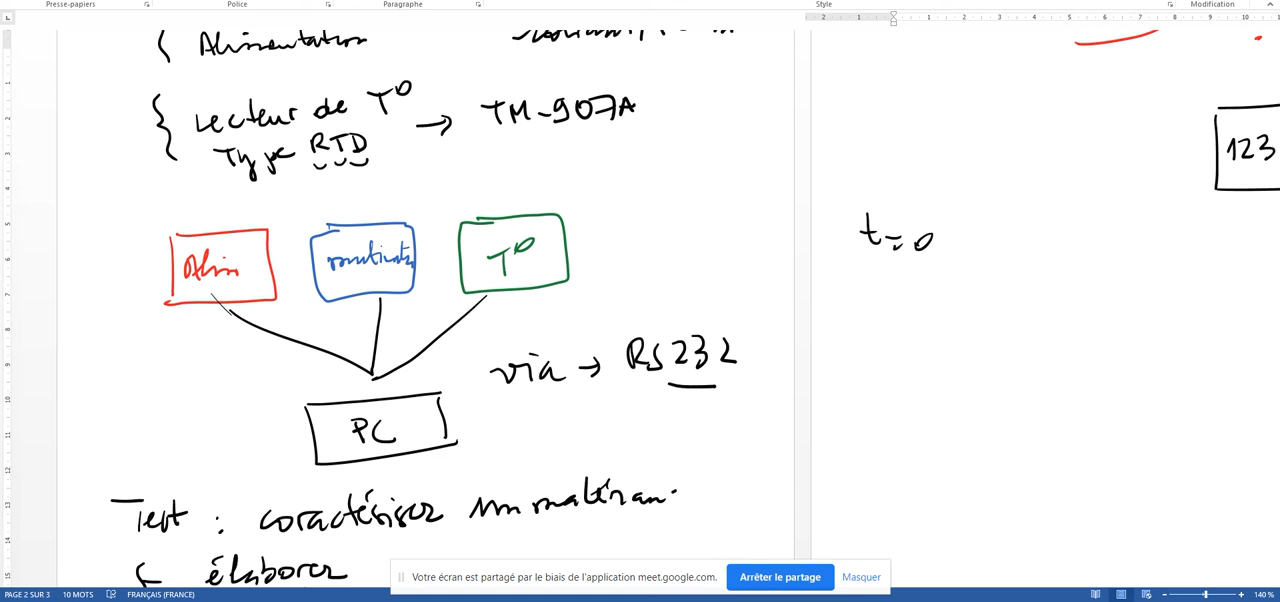 Presse-papiers Police Paragraphe Style Modification
{ Alimentation
{ Lecteur de T° → TM-907A
Type RTD
123
t=0
Alim T°
via → RS232
PC
Test : caractériser un matériau.
élaborer
Votre écran est partagé par le biais de l'application meet.google.com. Arrêter le partage Masquer
PAGE 2 SUR 3 10 MOTS FRANÇAIS (FRANCE) 140 %